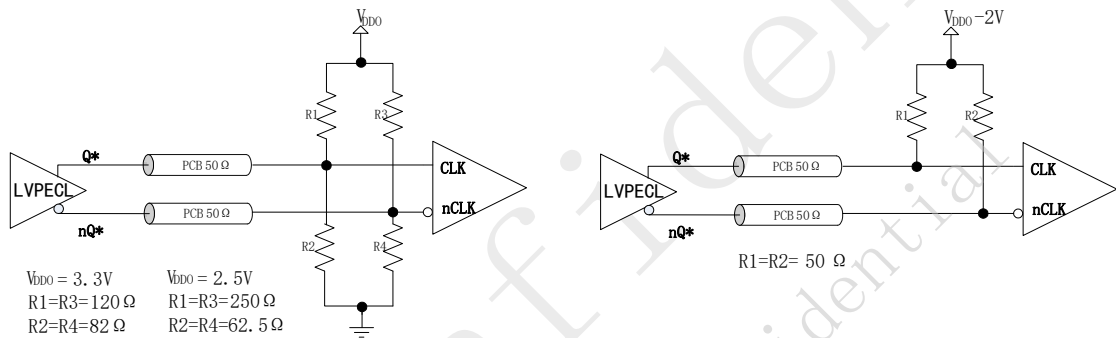 VDDO
R1
R3
Q*
PCB 50 Ω
CLK
LVPECL
PCB 50 Ω
nCLK
nQ*
R2
R4
VDDO = 3.3V
R1=R3=120 Ω
R2=R4=82 Ω
VDDO = 2.5V
R1=R3=250 Ω
R2=R4=62.5 Ω
VDDO-2V
R1
R2
Q*
PCB 50 Ω
CLK
LVPECL
PCB 50 Ω
nCLK
nQ*
R1=R2= 50 Ω
fiden
fidential